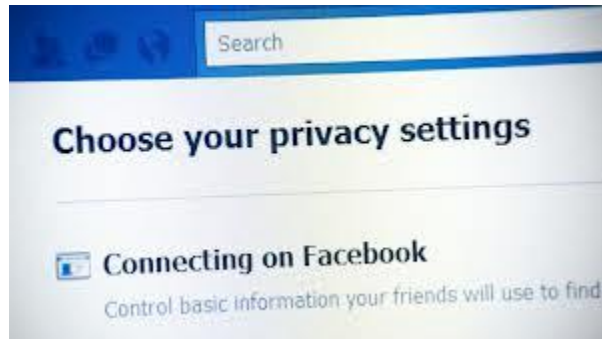 Search
Choose your privacy settings
Connecting on Facebook
Control basic information your friends will use to find